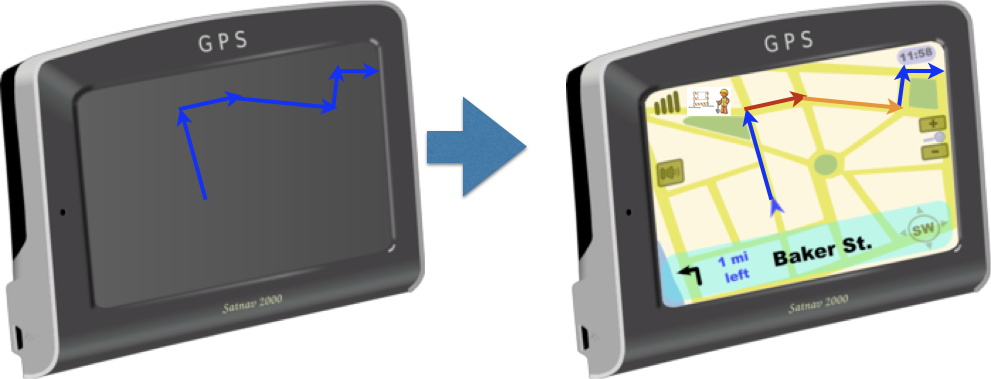 GPS
Satnav 2000
GPS
11:58
+
-
SW
Baker St.
1 mi
left
Satnav 2000